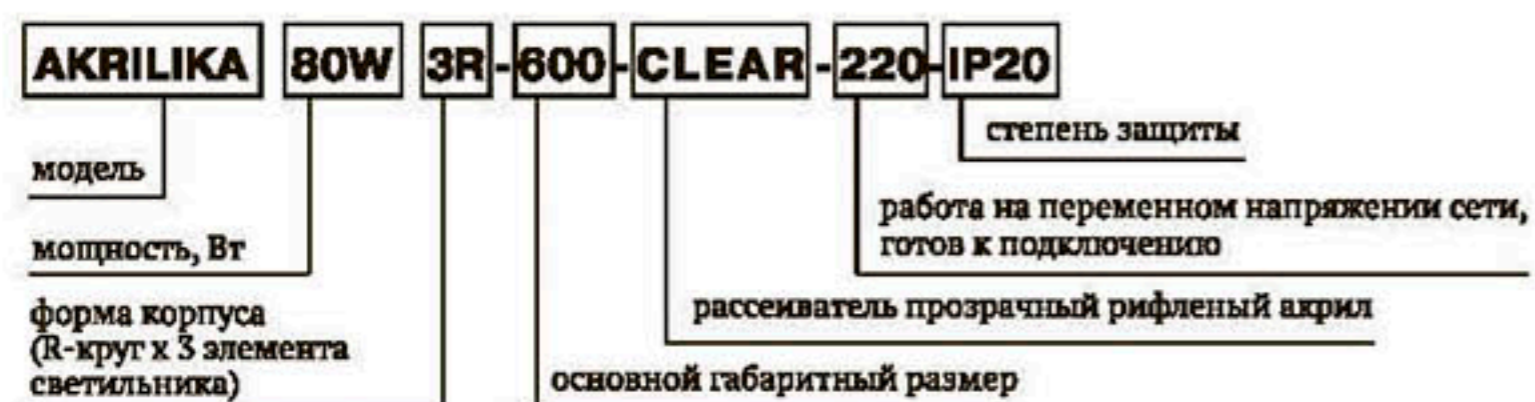 AKRILIKA 80W 3R-600-CLEAR-220-IP20
степень защиты
модель
работа на переменном напряжении сети,
готов к подключению
мощность, Вт
рассеиватель прозрачный рифленый акрил
форма корпуса
(R-круг х 3 элемента
светильника)
основной габаритный размер